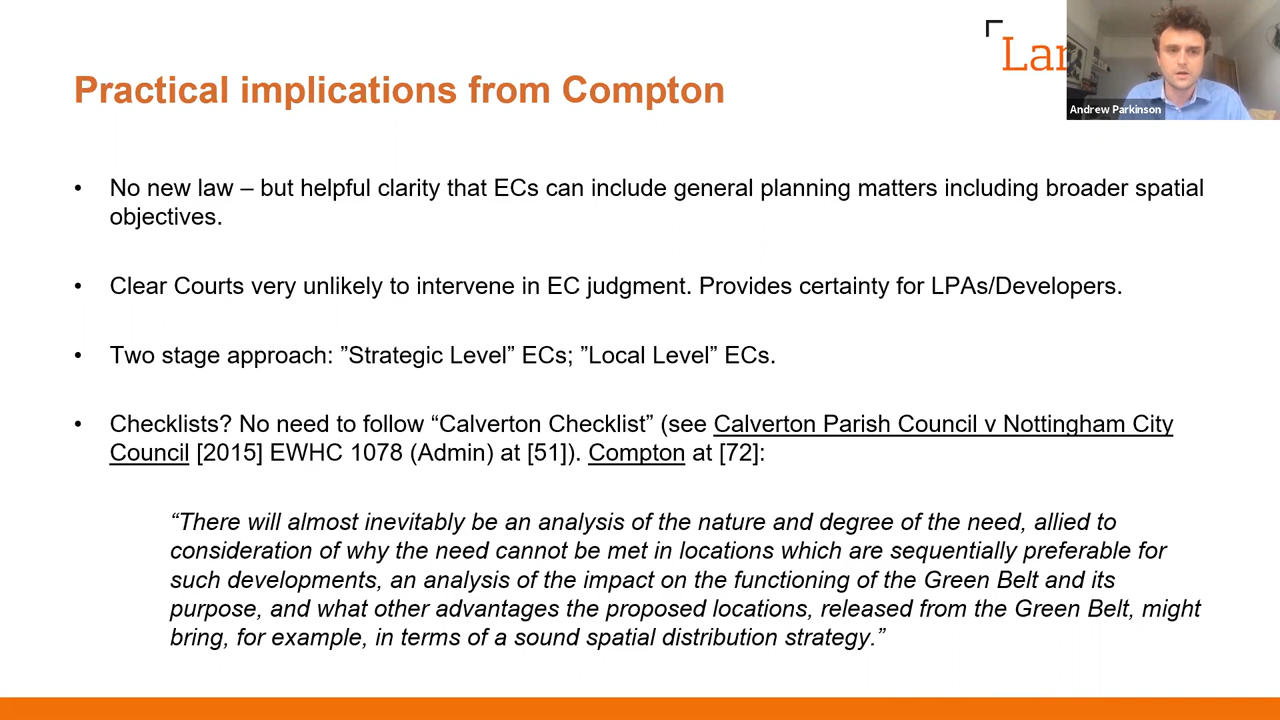 Lar
Andrew Parkinson
Practical implications from Compton
• No new law – but helpful clarity that ECs can include general planning matters including broader spatial
objectives.
• Clear Courts very unlikely to intervene in EC judgment. Provides certainty for LPAs/Developers.
• Two stage approach: ”Strategic Level” ECs; ”Local Level” ECs.
• Checklists? No need to follow “Calverton Checklist” (see Calverton Parish Council v Nottingham City
Council [2015] EWHC 1078 (Admin) at [51]). Compton at [72]:
“There will almost inevitably be an analysis of the nature and degree of the need, allied to
consideration of why the need cannot be met in locations which are sequentially preferable for
such developments, an analysis of the impact on the functioning of the Green Belt and its
purpose, and what other advantages the proposed locations, released from the Green Belt, might
bring, for example, in terms of a sound spatial distribution strategy.”